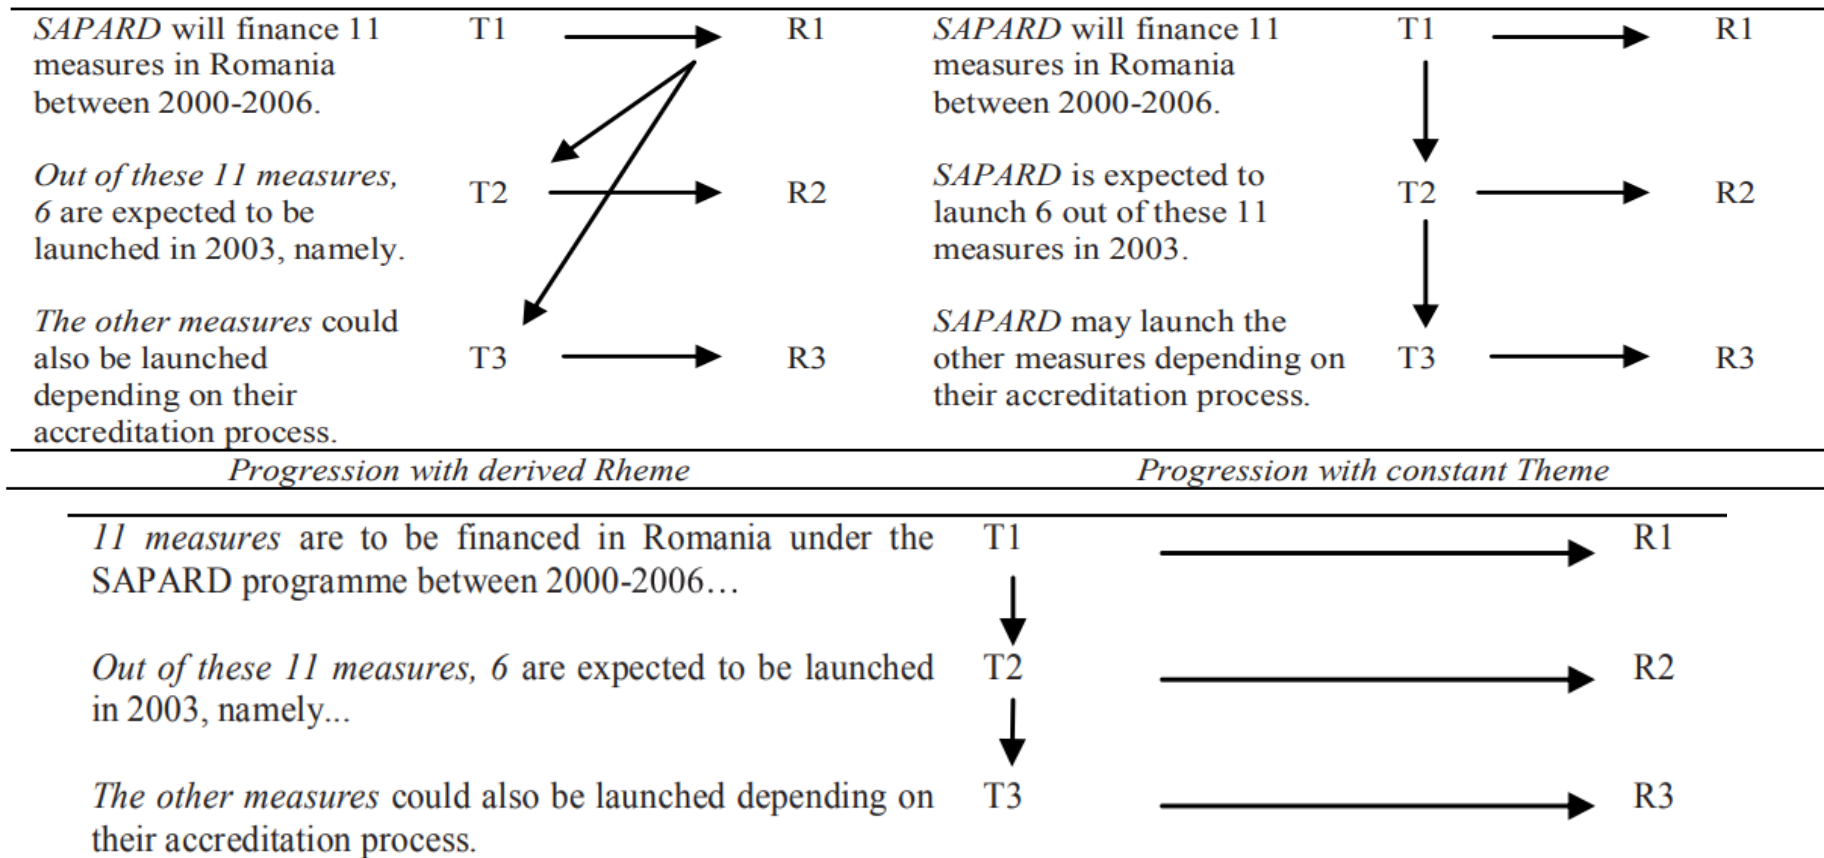 SAPARD will finance 11
measures in Romania
between 2000-2006.
T1
R1
Out of these 11 measures,
6 are expected to be
launched in 2003, namely.
T2
R2
The other measures could
also be launched
depending on their
accreditation process.
T3
R3
SAPARD will finance 11
measures in Romania
between 2000-2006.
T1
R1
SAPARD is expected to
launch 6 out of these 11
measures in 2003.
T2
R2
SAPARD may launch the
other measures depending on
their accreditation process.
T3
R3
Progression with derived Rheme
Progression with constant Theme
11 measures are to be financed in Romania under the
SAPARD programme between 2000-2006…
T1
R1
Out of these 11 measures, 6 are expected to be launched
in 2003, namely...
T2
R2
The other measures could also be launched depending on
their accreditation process.
T3
R3